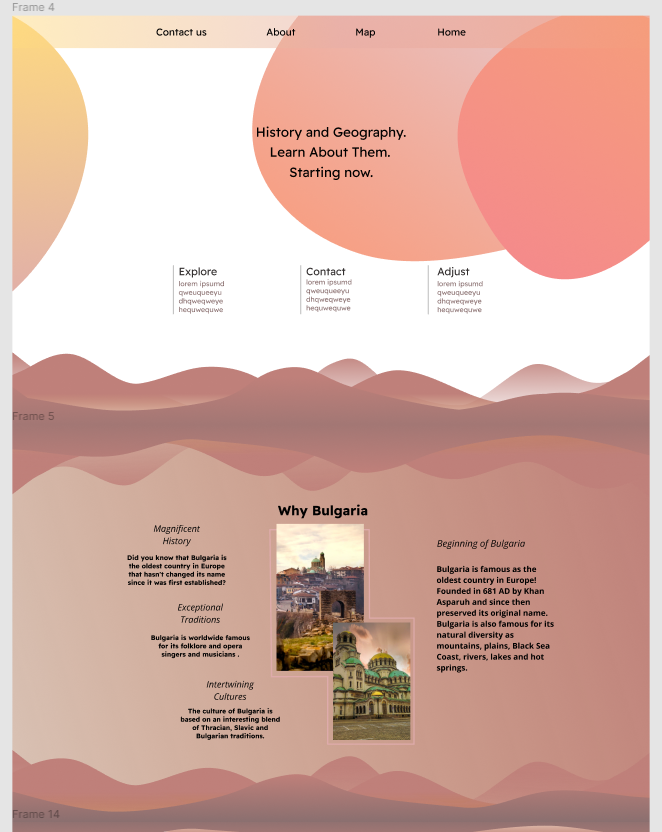 Frame 4
Contact us
About
Map
Home
History and Geography.
Learn About Them.
Starting now.
Explore
lorem ipsumd
qweuqueeyu
dhqweqweye
hequwequwe
Contact
lorem ipsumd
qweuqueeyu
dhqweqweye
hequwequwe
Adjust
lorem ipsumd
qweuqueeyu
dhqweqweye
hequwequwe
Frame 5
Why Bulgaria
Magnificent
History
Did you know that Bulgaria is
the oldest country in Europe
that hasn't changed its name
since it was first established?
Exceptional
Traditions
Bulgaria is worldwide famous
for its folklore and opera
singers and musicians .
Intertwining
Cultures
The culture of Bulgaria is
based on an interesting blend
of Thracian, Slavic and
Bulgarian traditions.
Beginning of Bulgaria
Bulgaria is famous as the
oldest country in Europe!
Founded in 681 AD by Khan
Asparuh and since then
preserved its original name.
Bulgaria is also famous for its
natural diversity as
mountains, plains, Black Sea
Coast, rivers, lakes and hot
springs.
Frame 14